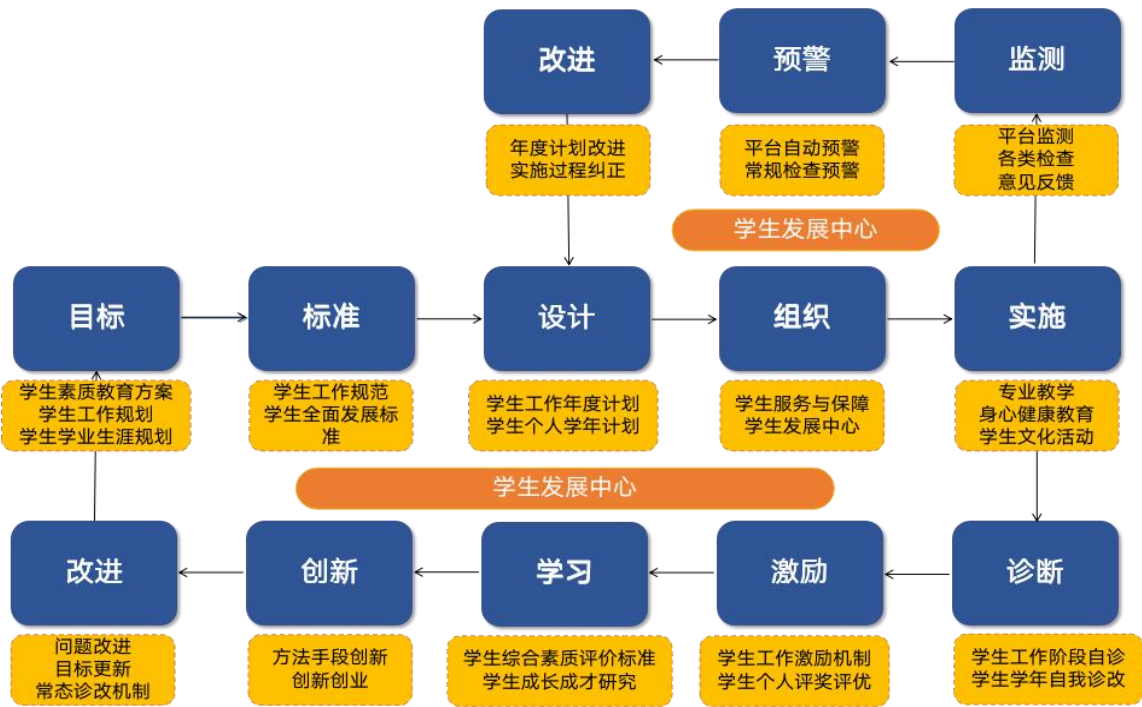 改进
预警
监测
年度计划改进
实施过程纠正
平台自动预警
常规检查预警
平台监测
各类检查
意见反馈
学生发展中心
目标
标准
设计
组织
实施
学生素质教育方案
学生工作规划
学生学业生涯规划
学生工作规范
学生全面发展标
准
学生工作年度计划
学生个人学年计划
学生服务与保障
学生发展中心
专业教学
身心健康教育
学生文化活动
学生发展中心
改进
创新
学习
激励
诊断
问题改进
目标更新
常态诊改机制
方法手段创新
创新创业
学生综合素质评价标准
学生成长成才研究
学生工作激励机制
学生个人评奖评优
学生工作阶段自诊
学生学年自我诊改